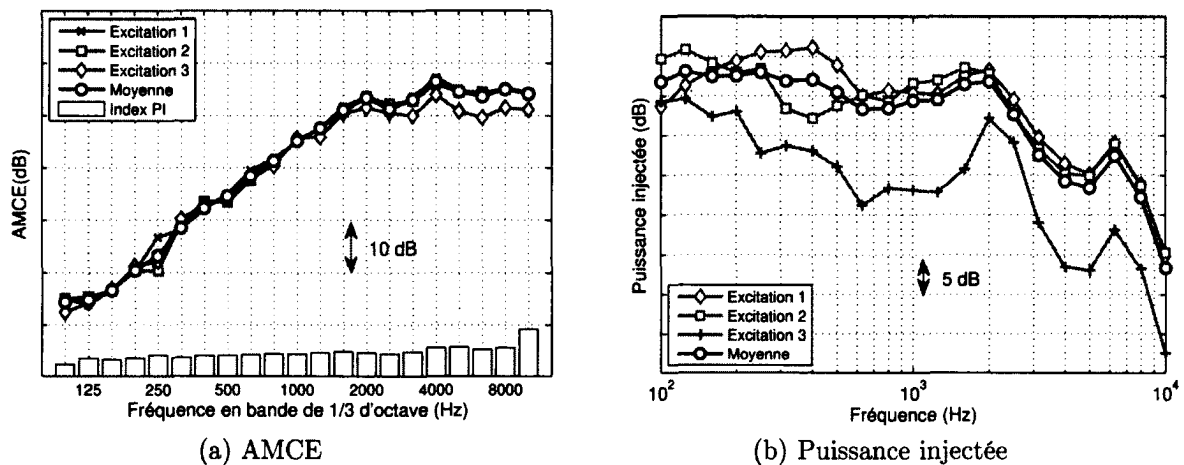 Excitation 1
Excitation 2
Excitation 3
Moyenne
Index PI
AMCE(dB)
10 dB
125 250 500 1000 2000 4000 8000
Fréquence en bande de 1/3 d'octave (Hz)
(a) AMCE
Puissance injectée (dB)
5 dB
Excitation 1
Excitation 2
Excitation 3
Moyenne
10² 10³ 10⁴
Fréquence (Hz)
(b) Puissance injectée